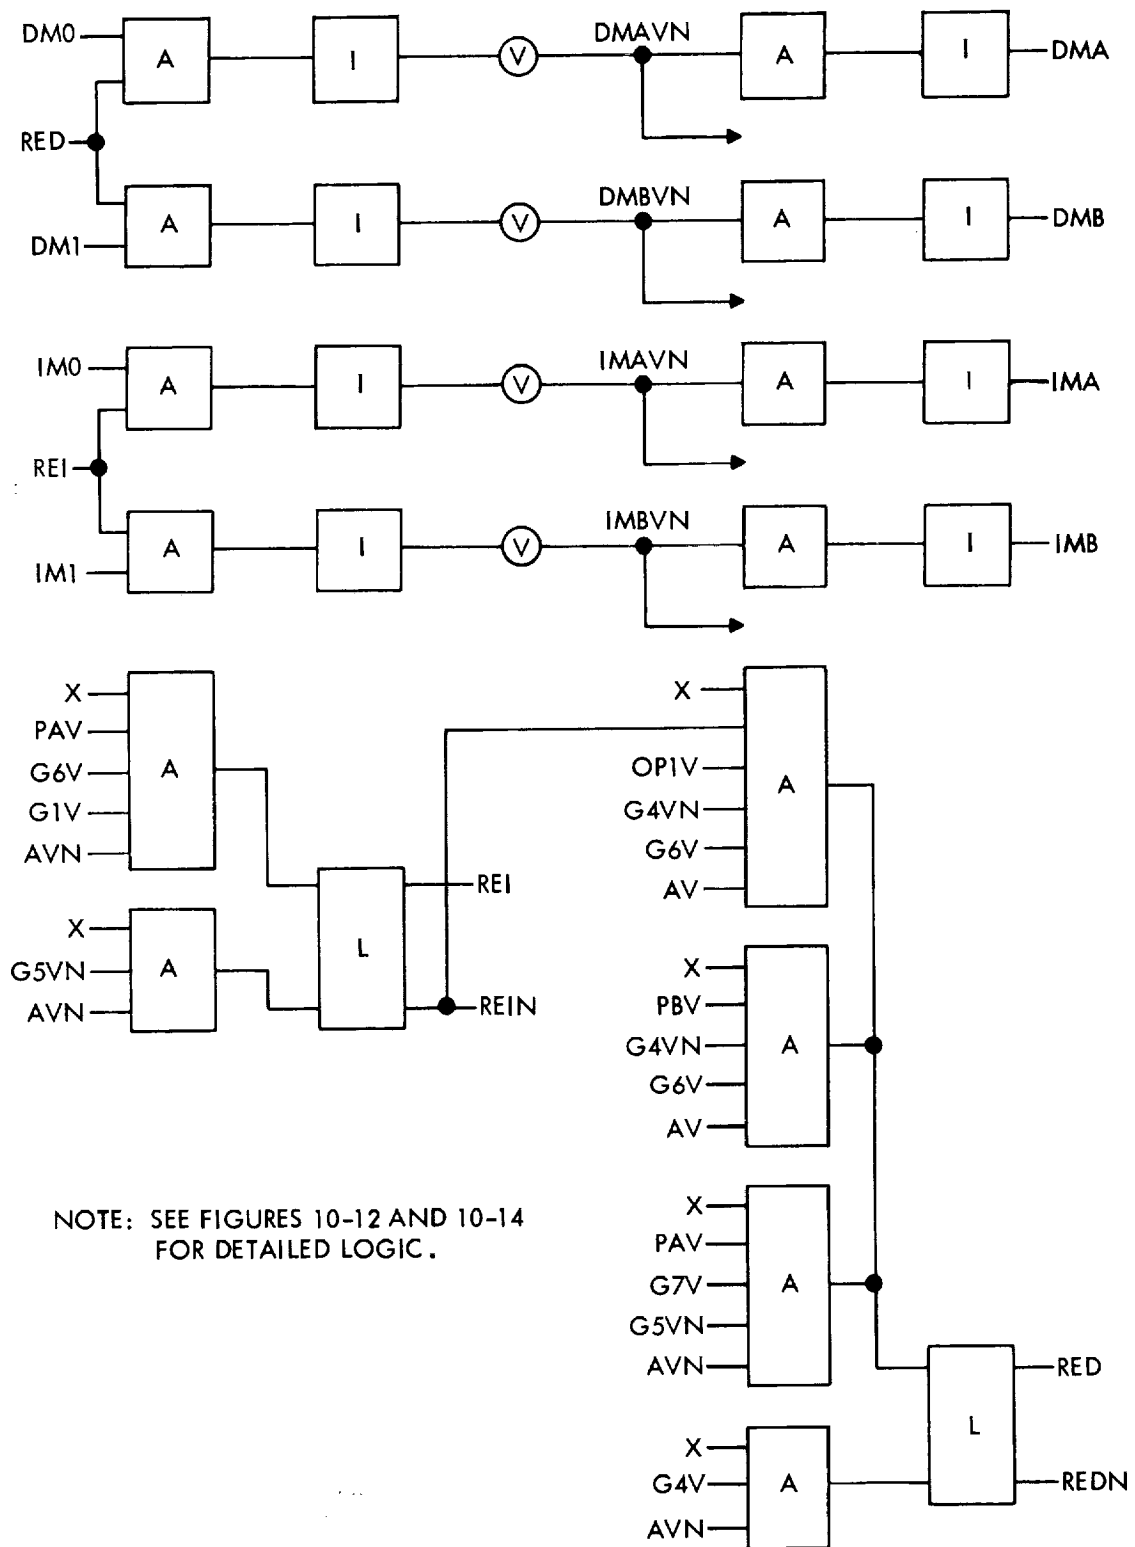 DM0
A
I
V
DMAVN
A
I
DMA
RED
DM1
A
I
V
DMBVN
A
I
DMB
IM0
A
I
V
IMAVN
A
I
IMA
REI
IM1
A
I
V
IMBVN
A
I
IMB
X
PAV
G6V
G1V
AVN
A
X
G5VN
AVN
A
L
REI
REIN
X
OP1V
G4VN
G6V
AV
A
X
PBV
G4VN
G6V
AV
A
X
PAV
G7V
G5VN
AVN
A
X
G4V
AVN
A
L
RED
REDN
NOTE: SEE FIGURES 10-12 AND 10-14
FOR DETAILED LOGIC.